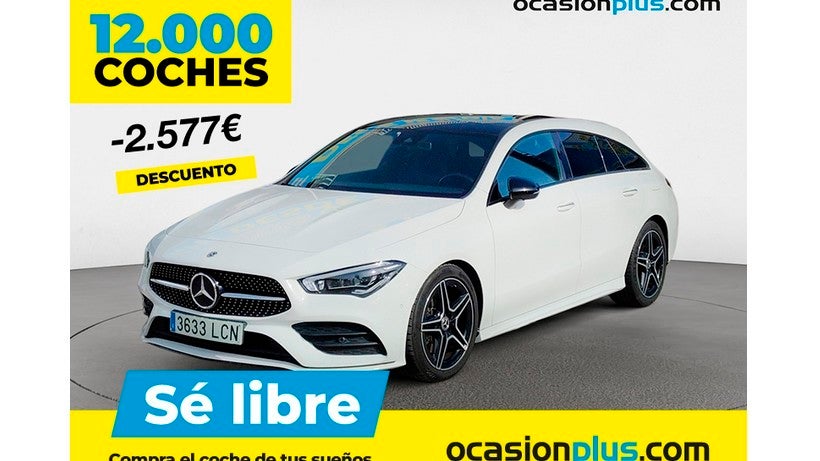 12.000
COCHES
ocasionplus.com
-2.577€
DESCUENTO
3633 LCN
Sé libre
Compra el coche de tus sueños
ocasionplus.com